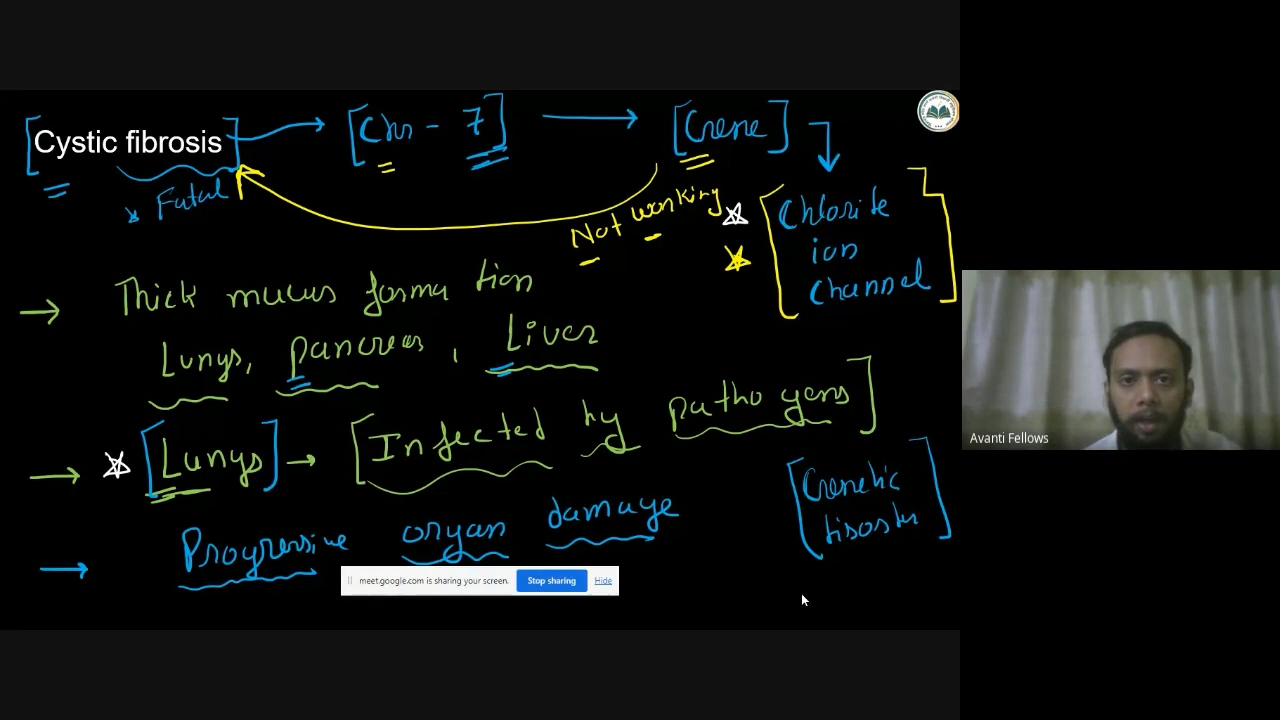 [Cystic fibrosis] → [Chr - 7] → [Gene]
* Fatal
Not working
Chlorite
ion
Channel
→ Thick mucus formation
Lungs, pancreas, Liver
→ [Lungs] → [Infected by pathogens]
[Genetic
disorder]
→ Progressive organ damage
meet.google.com is sharing your screen.
Stop sharing
Hide
Avanti Fellows